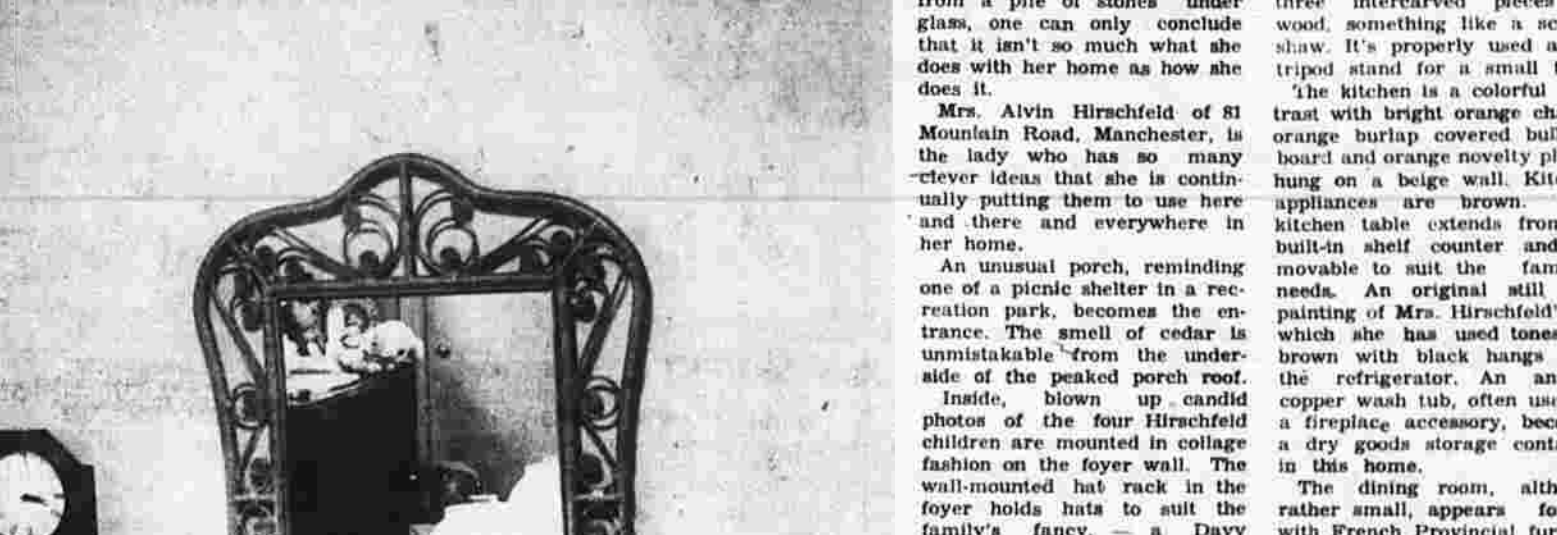 from a pile of stones under
glass, one can only conclude
that it isn't so much what she
does with her home as how she
does it.
Mrs. Alvin Hirschfeld of 81
Mountain Road, Manchester, is
the lady who has so many
clever ideas that she is contin-
ually putting them to use here
and there and everywhere in
her home.
An unusual porch, reminding
one of a picnic shelter in a rec-
reation park, becomes the en-
trance. The smell of cedar is
unmistakable from the under-
side of the peaked porch roof.
Inside, blown up candid
photos of the four Hirschfeld
children are mounted in collage
fashion on the foyer wall. The
wall-mounted hat rack in the
foyer holds hats to suit the
family's fancy, — a Davy
three intercarved pieces
wood, something like a
shaw. It's properly used
tripod stand for a small
The kitchen is a colorful
trast with bright orange
orange burlap covered
board and orange novelty
hung on a beige wall.
appliances are brown.
kitchen table extends
built-in shelf counter and
movable to suit the
needs. An original still
painting of Mrs.
which she has used
brown with black hangs
the refrigerator. An
copper wash tub, often
a fireplace accessory,
a dry goods storage
in this home.
The dining room,
rather small, appears
with French Provincial